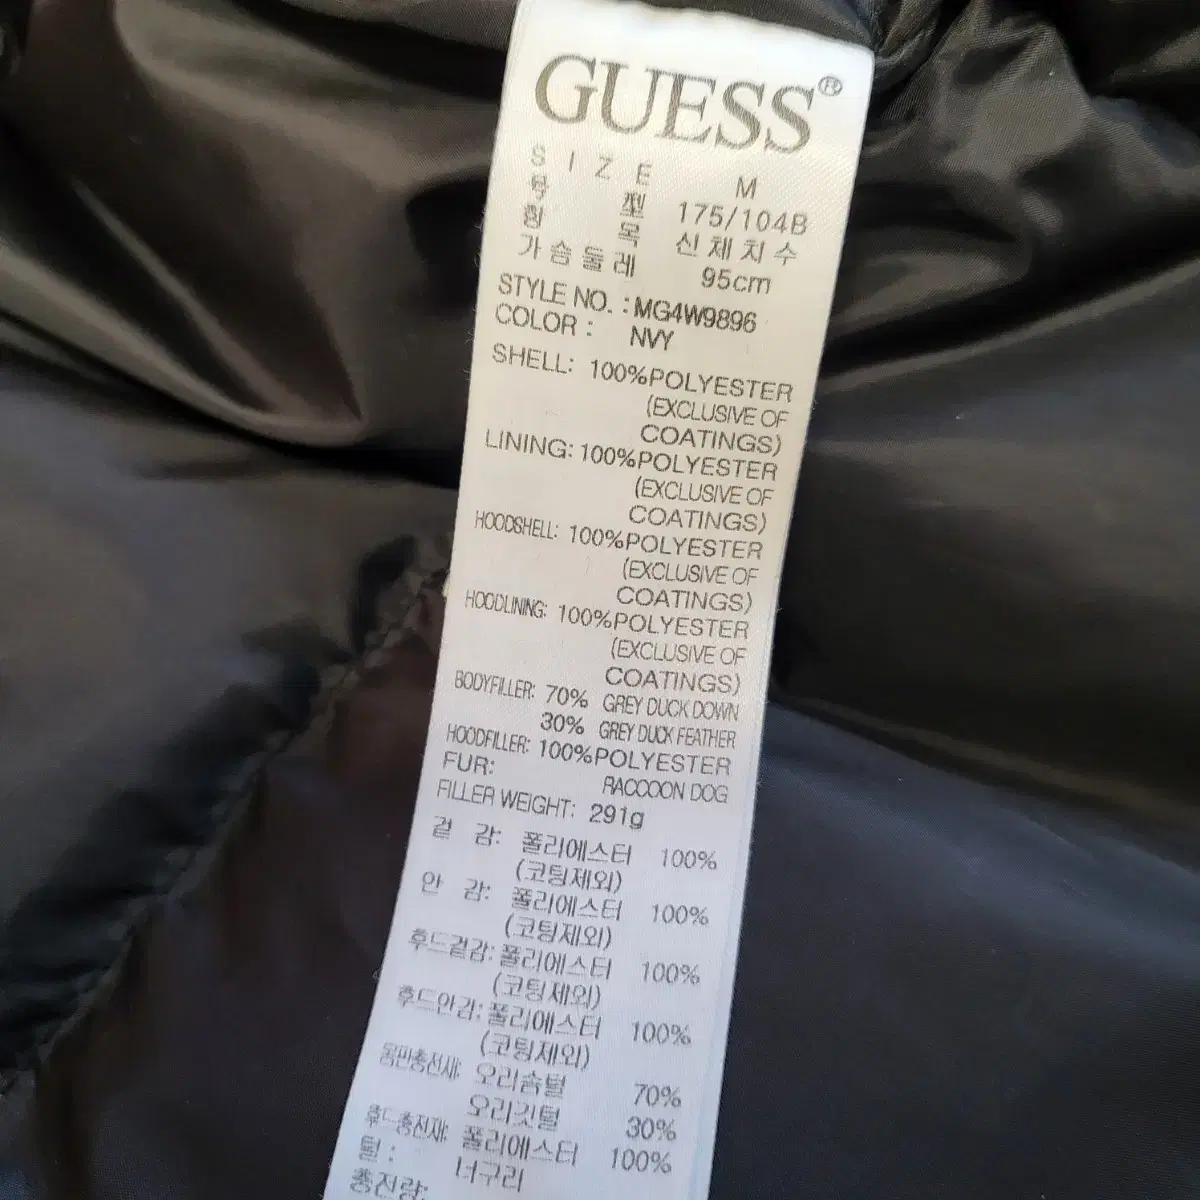 GUESS®
SIZE M
호 형 175/104B
형 목 신체치수
가슴둘레 95cm
STYLE NO. : MG4W9896
COLOR : NVY
SHELL: 100%POLYESTER
(EXCLUSIVE OF
COATINGS)
LINING: 100%POLYESTER
(EXCLUSIVE OF
COATINGS)
HOODSHELL: 100%POLYESTER
(EXCLUSIVE OF
COATINGS)
HOODLINING: 100%POLYESTER
(EXCLUSIVE OF
COATINGS)
BODYFILLER: 70% GREY DUCK DOWN
30% GREY DUCK FEATHER
HOODFILLER: 100%POLYESTER
FUR: RACCOON DOG
FILLER WEIGHT: 291g
겉 감: 폴리에스터 100%
(코팅제외)
안 감: 폴리에스터 100%
(코팅제외)
후드겉감: 폴리에스터 100%
(코팅제외)
후드안감: 폴리에스터 100%
(코팅제외)
몸판충전재: 오리솜털 70%
오리깃털 30%
후드충전재: 폴리에스터 100%
털 : 너구리
충전량: